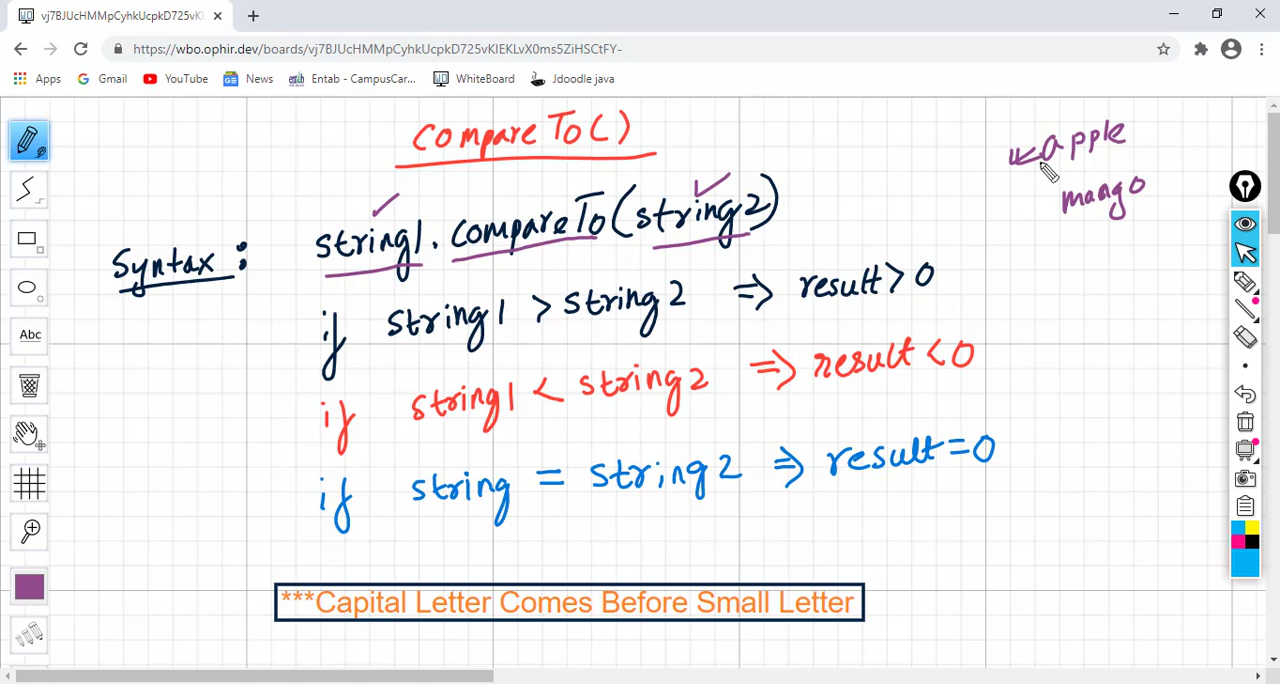 vj7BJUcHMMpCyhkUcpkD725vKl
https://wbo.ophir.dev/boards/vj7BJUcHMMpCyhkUcpkD725vKIEKLvX0ms5ZiHSCtFY-
Apps Gmail YouTube News Entab - CampusCar... WhiteBoard Jdoodle java
compareTo()
apple
mango
Syntax : string1.compareTo(string2)
if string1 > string2 => result > 0
if string1 < string2 => result < 0
if string = string2 => result = 0
Abc
***Capital Letter Comes Before Small Letter